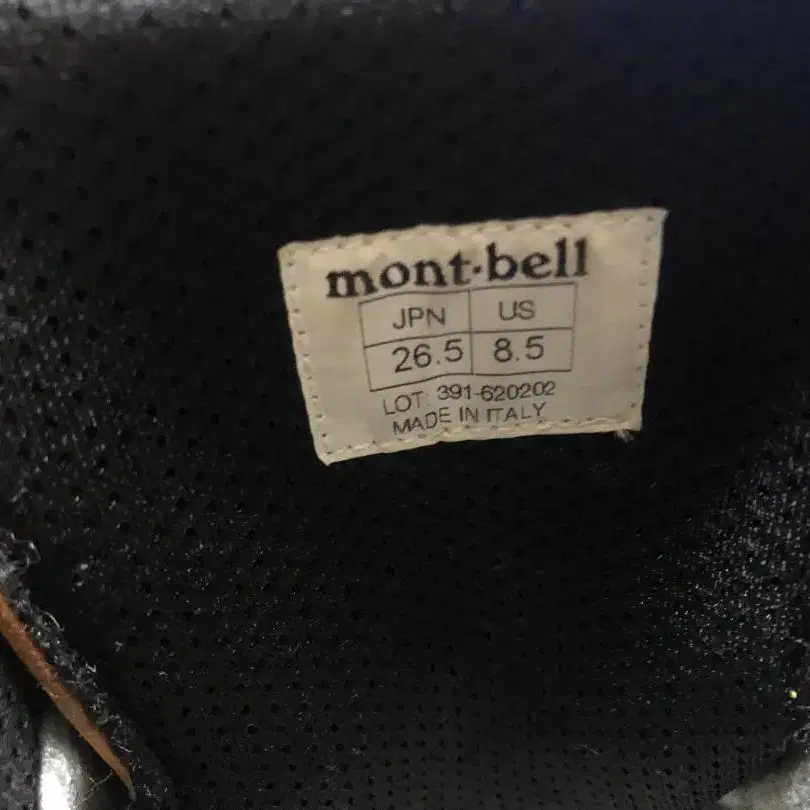 mont-bell
JPN US
26.5 8.5
LOT: 391-620202
MADE IN ITALY